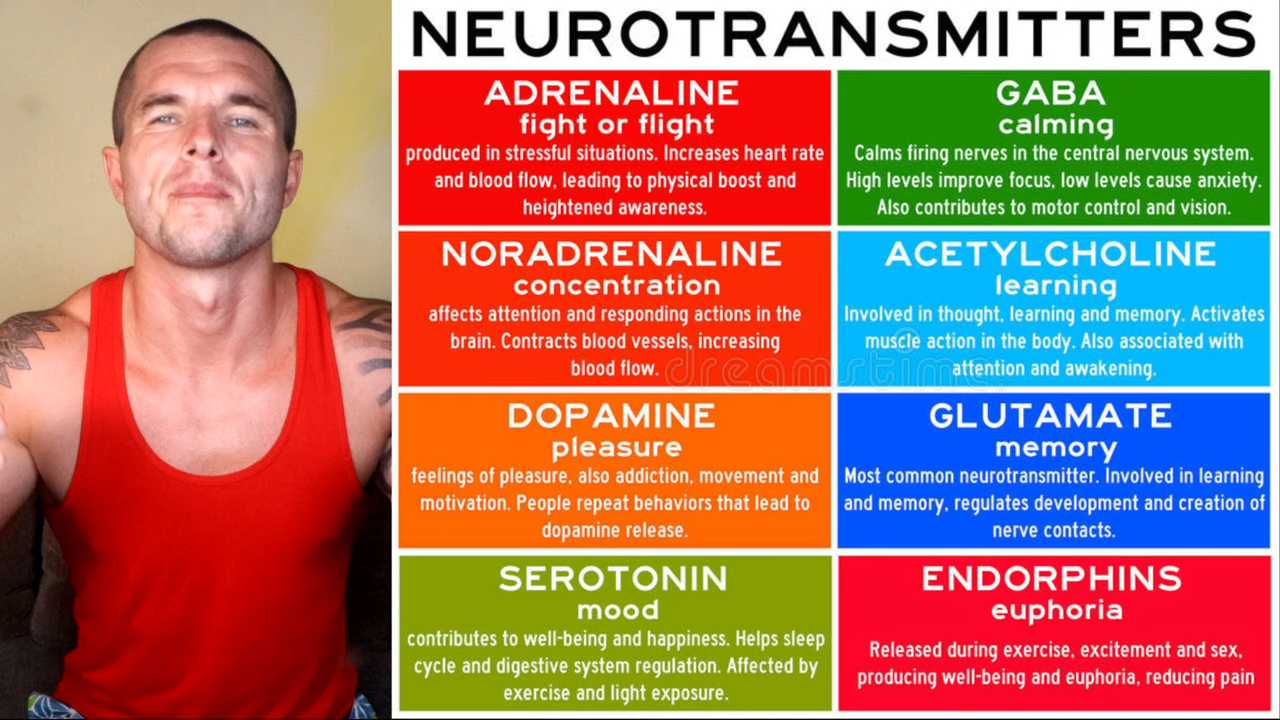 NEUROTRANSMITTERS
ADRENALINE
fight or flight
produced in stressful situations. Increases heart rate
and blood flow, leading to physical boost and
heightened awareness.
GABA
calming
Calms firing nerves in the central nervous system.
High levels improve focus, low levels cause anxiety.
Also contributes to motor control and vision.
NORADRENALINE
concentration
affects attention and responding actions in the
brain. Contracts blood vessels, increasing
blood flow.
ACETYLCHOLINE
learning
Involved in thought, learning and memory. Activates
muscle action in the body. Also associated with
attention and awakening.
dreamstime.
DOPAMINE
pleasure
feelings of pleasure, also addiction, movement and
motivation. People repeat behaviors that lead to
dopamine release.
GLUTAMATE
memory
Most common neurotransmitter. Involved in learning
and memory, regulates development and creation of
nerve contacts.
SEROTONIN
mood
contributes to well-being and happiness. Helps sleep
cycle and digestive system regulation. Affected by
exercise and light exposure.
ENDORPHINS
euphoria
Released during exercise, excitement and sex,
producing well-being and euphoria, reducing pain